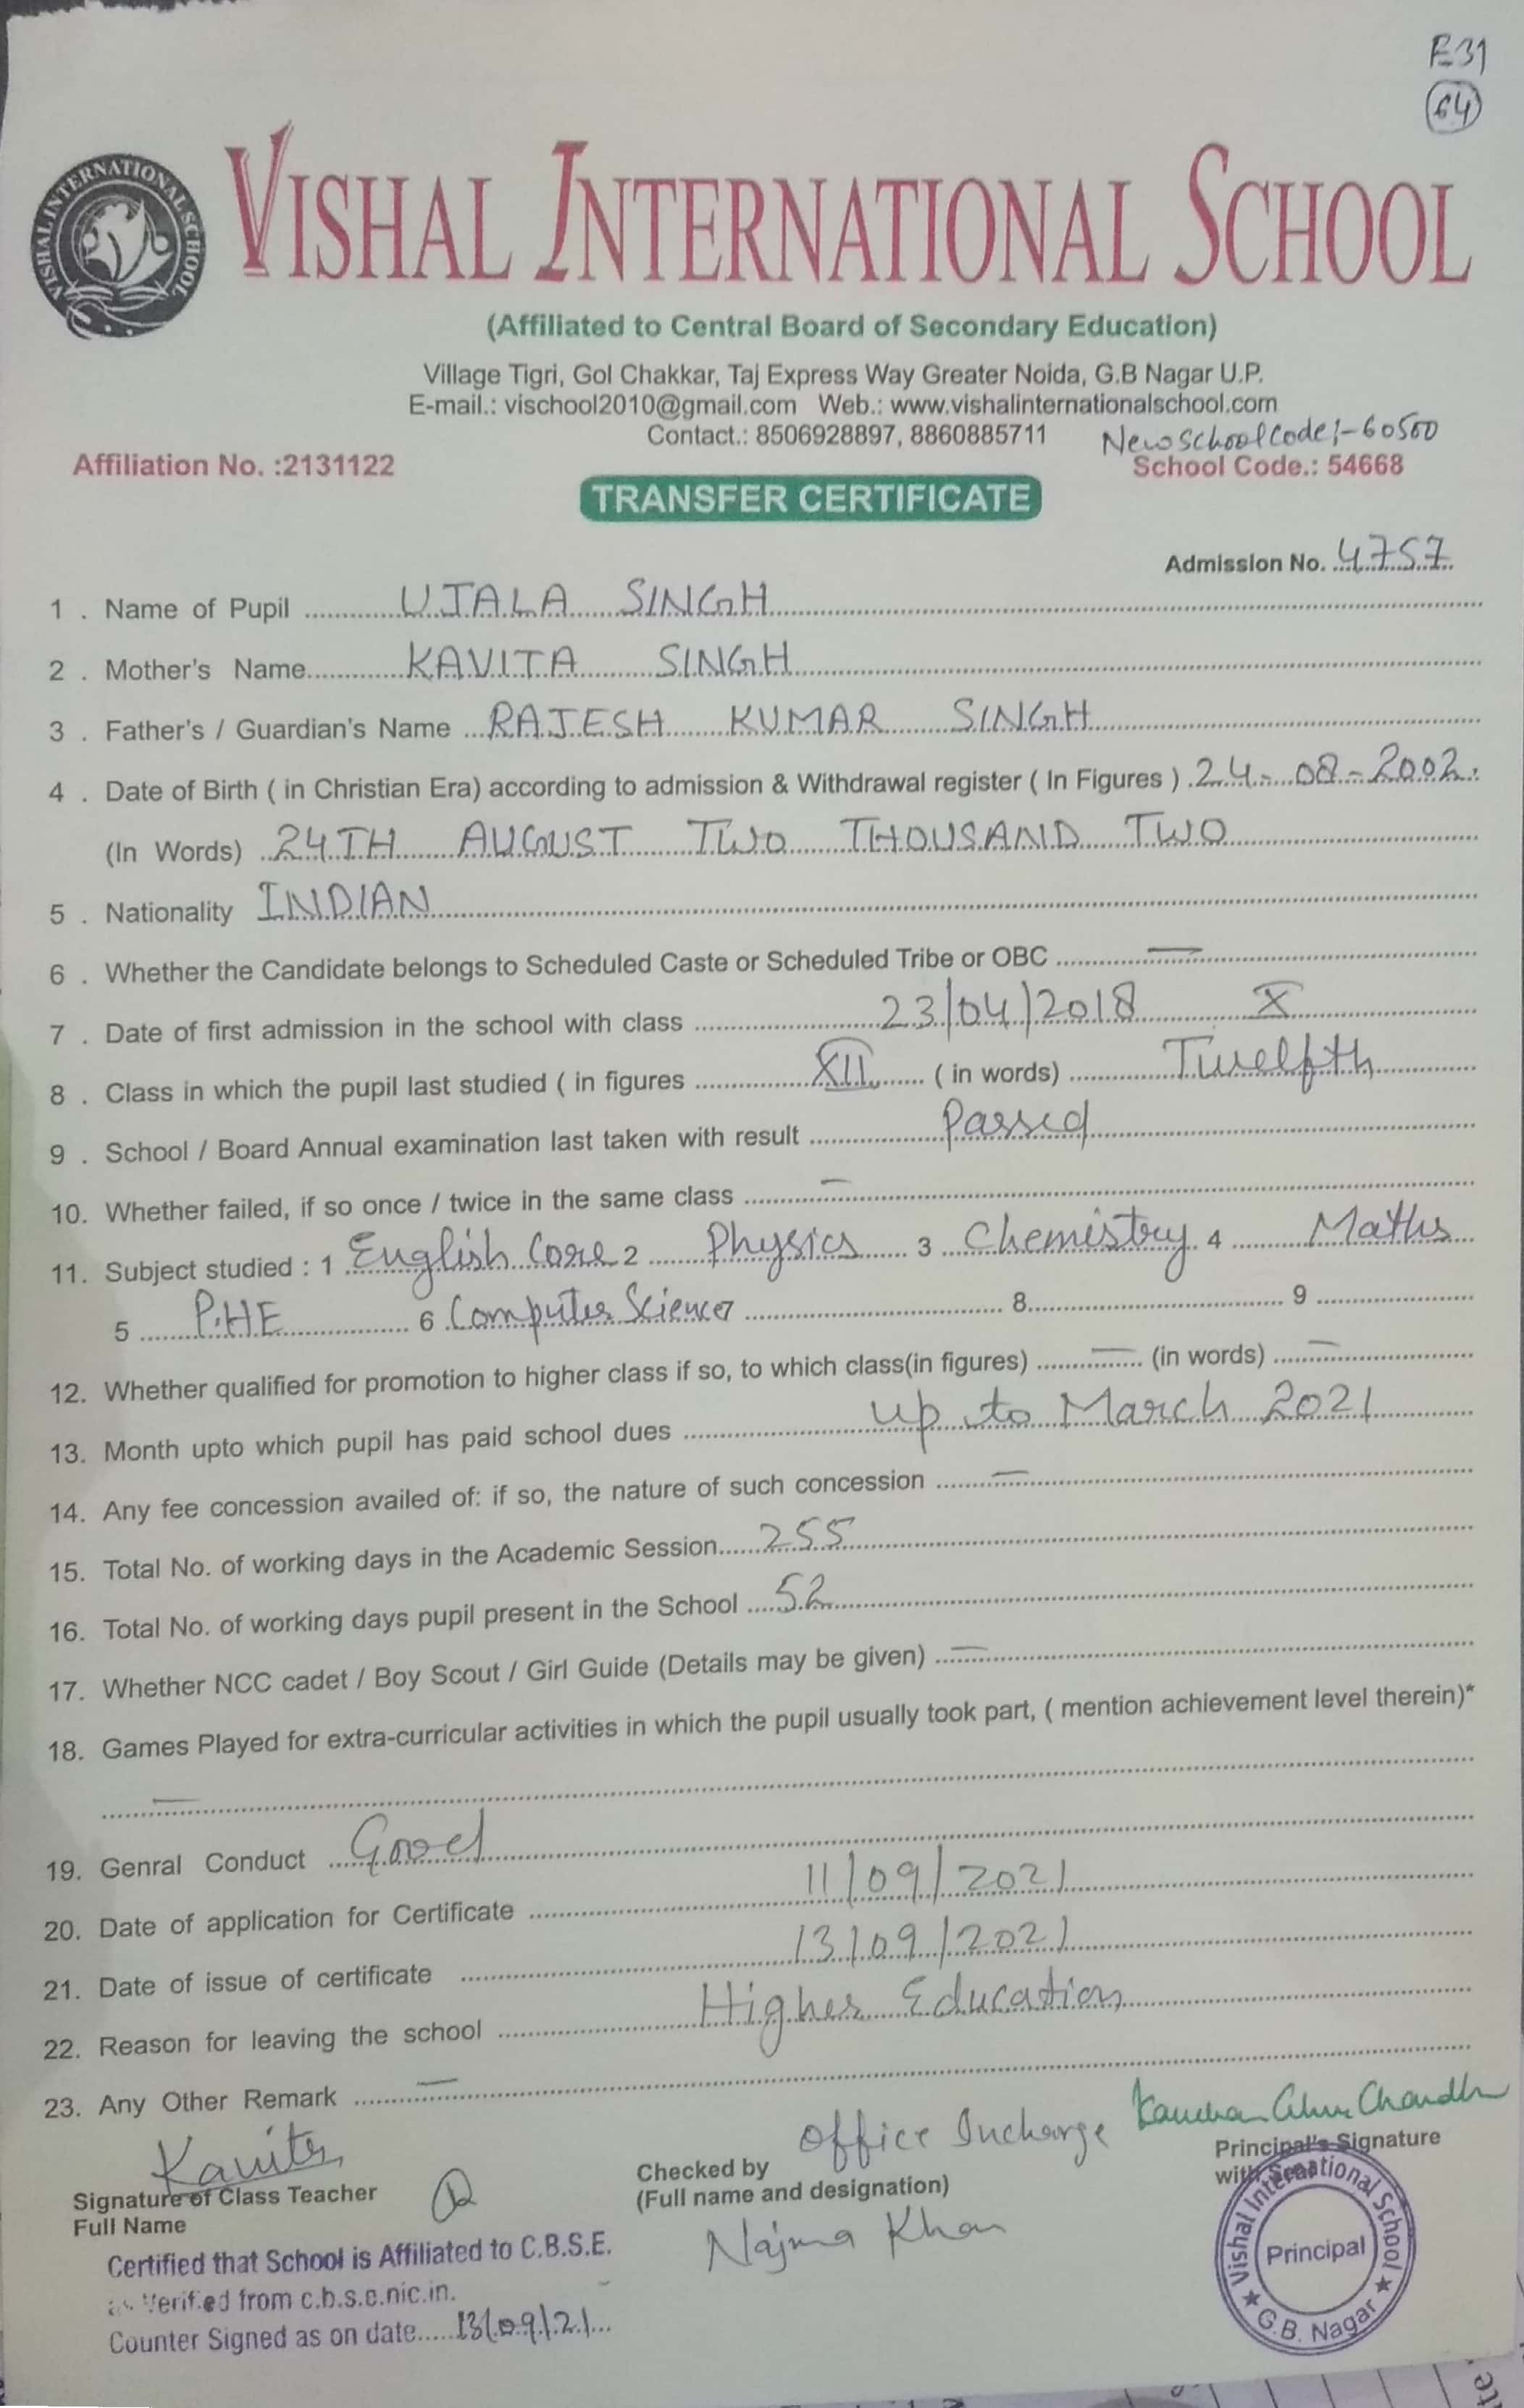 E31
64
VISHAL INTERNATIONAL SCHOOL
VISHAL INTERNATIONAL SCHOOL
(Affiliated to Central Board of Secondary Education)
Village Tigri, Gol Chakkar, Taj Express Way Greater Noida, G.B Nagar U.P.
E-mail.: vischool2010@gmail.com Web.: www.vishalinternationalschool.com
Contact.: 8506928897, 8860885711 New School Code :- 60500
Affiliation No. :2131122 School Code.: 54668
TRANSFER CERTIFICATE
Admission No. 4757
1 . Name of Pupil UJALA SINGH
2 . Mother's Name KAVITA SINGH
3 . Father's / Guardian's Name RAJESH KUMAR SINGH
4 . Date of Birth ( in Christian Era) according to admission & Withdrawal register ( In Figures ) 24-08-2002.
(In Words) 24TH AUGUST TWO THOUSAND TWO
5 . Nationality INDIAN
6 . Whether the Candidate belongs to Scheduled Caste or Scheduled Tribe or OBC —
7 . Date of first admission in the school with class 23/04/2018 X
8 . Class in which the pupil last studied ( in figures XII ( in words) Twelfth
9 . School / Board Annual examination last taken with result Passed
10. Whether failed, if so once / twice in the same class —
11. Subject studied : 1 English Core 2 Physics 3 Chemistry 4 Maths
5 P.HE 6 Computer Science 7 8 9
12. Whether qualified for promotion to higher class if so, to which class(in figures) — (in words) —
13. Month upto which pupil has paid school dues up to March 2021
14. Any fee concession availed of: if so, the nature of such concession —
15. Total No. of working days in the Academic Session 255
16. Total No. of working days pupil present in the School 52
17. Whether NCC cadet / Boy Scout / Girl Guide (Details may be given) —
18. Games Played for extra-curricular activities in which the pupil usually took part, ( mention achievement level therein)*
—
19. Genral Conduct Good
20. Date of application for Certificate 11/09/2021
21. Date of issue of certificate 13/09/2021
22. Reason for leaving the school Higher Education
23. Any Other Remark —
Kavita Office Incharge
Signature of Class Teacher Checked by Principal's Signature
Full Name (Full name and designation) with
Najma Khan
Vishal International School
Principal
G.B. Nagar
Certified that School is Affiliated to C.B.S.E.
as Verified from c.b.s.e.nic.in.
Counter Signed as on date 13/09/21